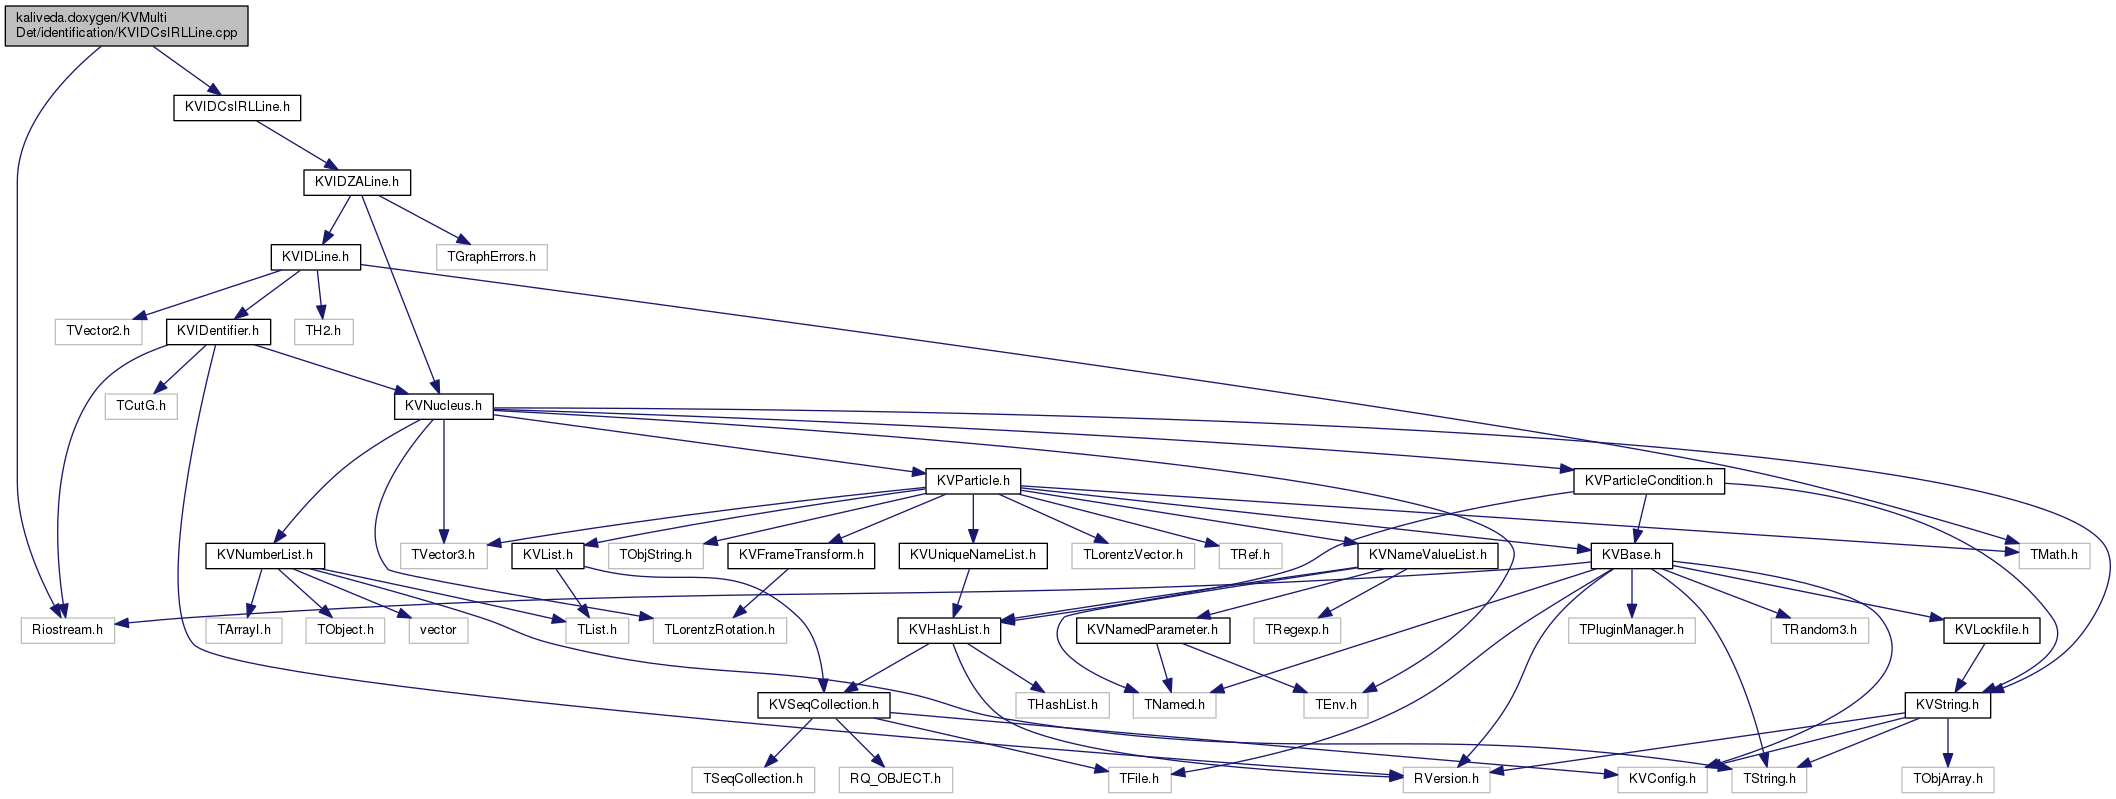 kaliveda.doxygen/KVMulti
Det/identification/KVIDCsIRLLine.cpp
KVIDCsIRLLine.h
KVIDZALine.h
KVIDLine.h
TGraphErrors.h
TVector2.h
KVIDentifier.h
TH2.h
TCutG.h
KVNucleus.h
KVParticle.h
KVParticleCondition.h
KVNumberList.h
TVector3.h
KVList.h
TObjString.h
KVFrameTransform.h
KVUniqueNameList.h
TLorentzVector.h
TRef.h
KVNameValueList.h
KVBase.h
TMath.h
Riostream.h
TArrayI.h
TObject.h
vector
TList.h
TLorentzRotation.h
KVHashList.h
KVNamedParameter.h
TRegexp.h
TPluginManager.h
TRandom3.h
KVLockfile.h
KVSeqCollection.h
THashList.h
TNamed.h
TEnv.h
KVString.h
TSeqCollection.h
RQ_OBJECT.h
TFile.h
RVersion.h
KVConfig.h
TString.h
TObjArray.h